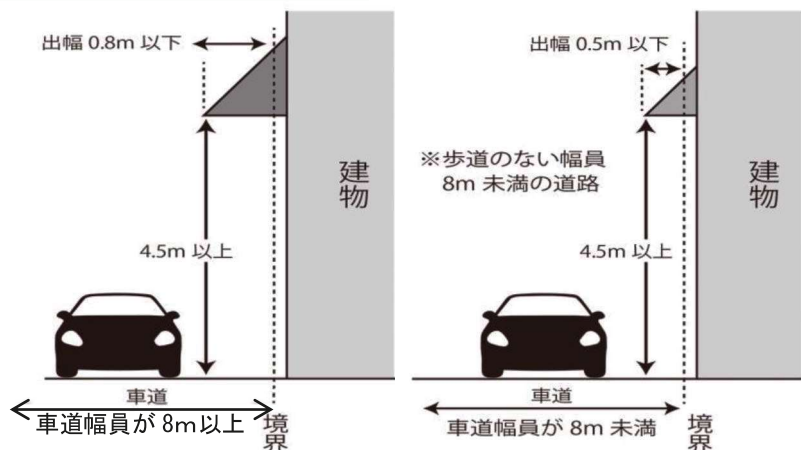 出幅 0.8m 以下
建物
4.5m 以上
車道
車道幅員が 8m以上
境界
出幅 0.5m 以下
※歩道のない幅員
8m 未満の道路
建物
4.5m 以上
車道
車道幅員が 8m 未満
境界